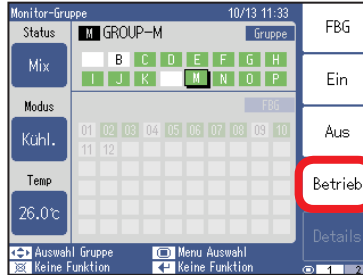 Monitor-Gruppe 10/13 11:33
Status
M GROUP-M Gruppe
B C D E F G H
I J K M N O P
Mix
FBG
Modus
Kühl.
01 02 03 04 05 06 07 08 09 10
11 12
Temp
26.0°c
Auswahl Gruppe Menu Auswahl
Keine Funktion Keine Funktion
FBG
Ein
Aus
Betrieb
Details
1 2